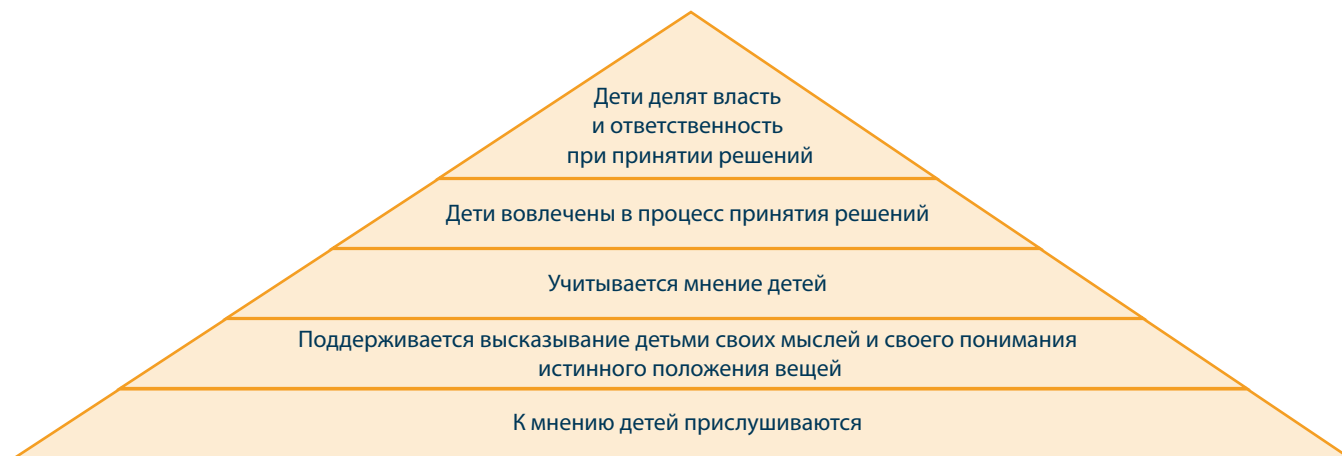 Дети делят власть
и ответственность
при принятии решений
Дети вовлечены в процесс принятия решений
Учитывается мнение детей
Поддерживается высказывание детьми своих мыслей и своего понимания
истинного положения вещей
К мнению детей прислушиваются